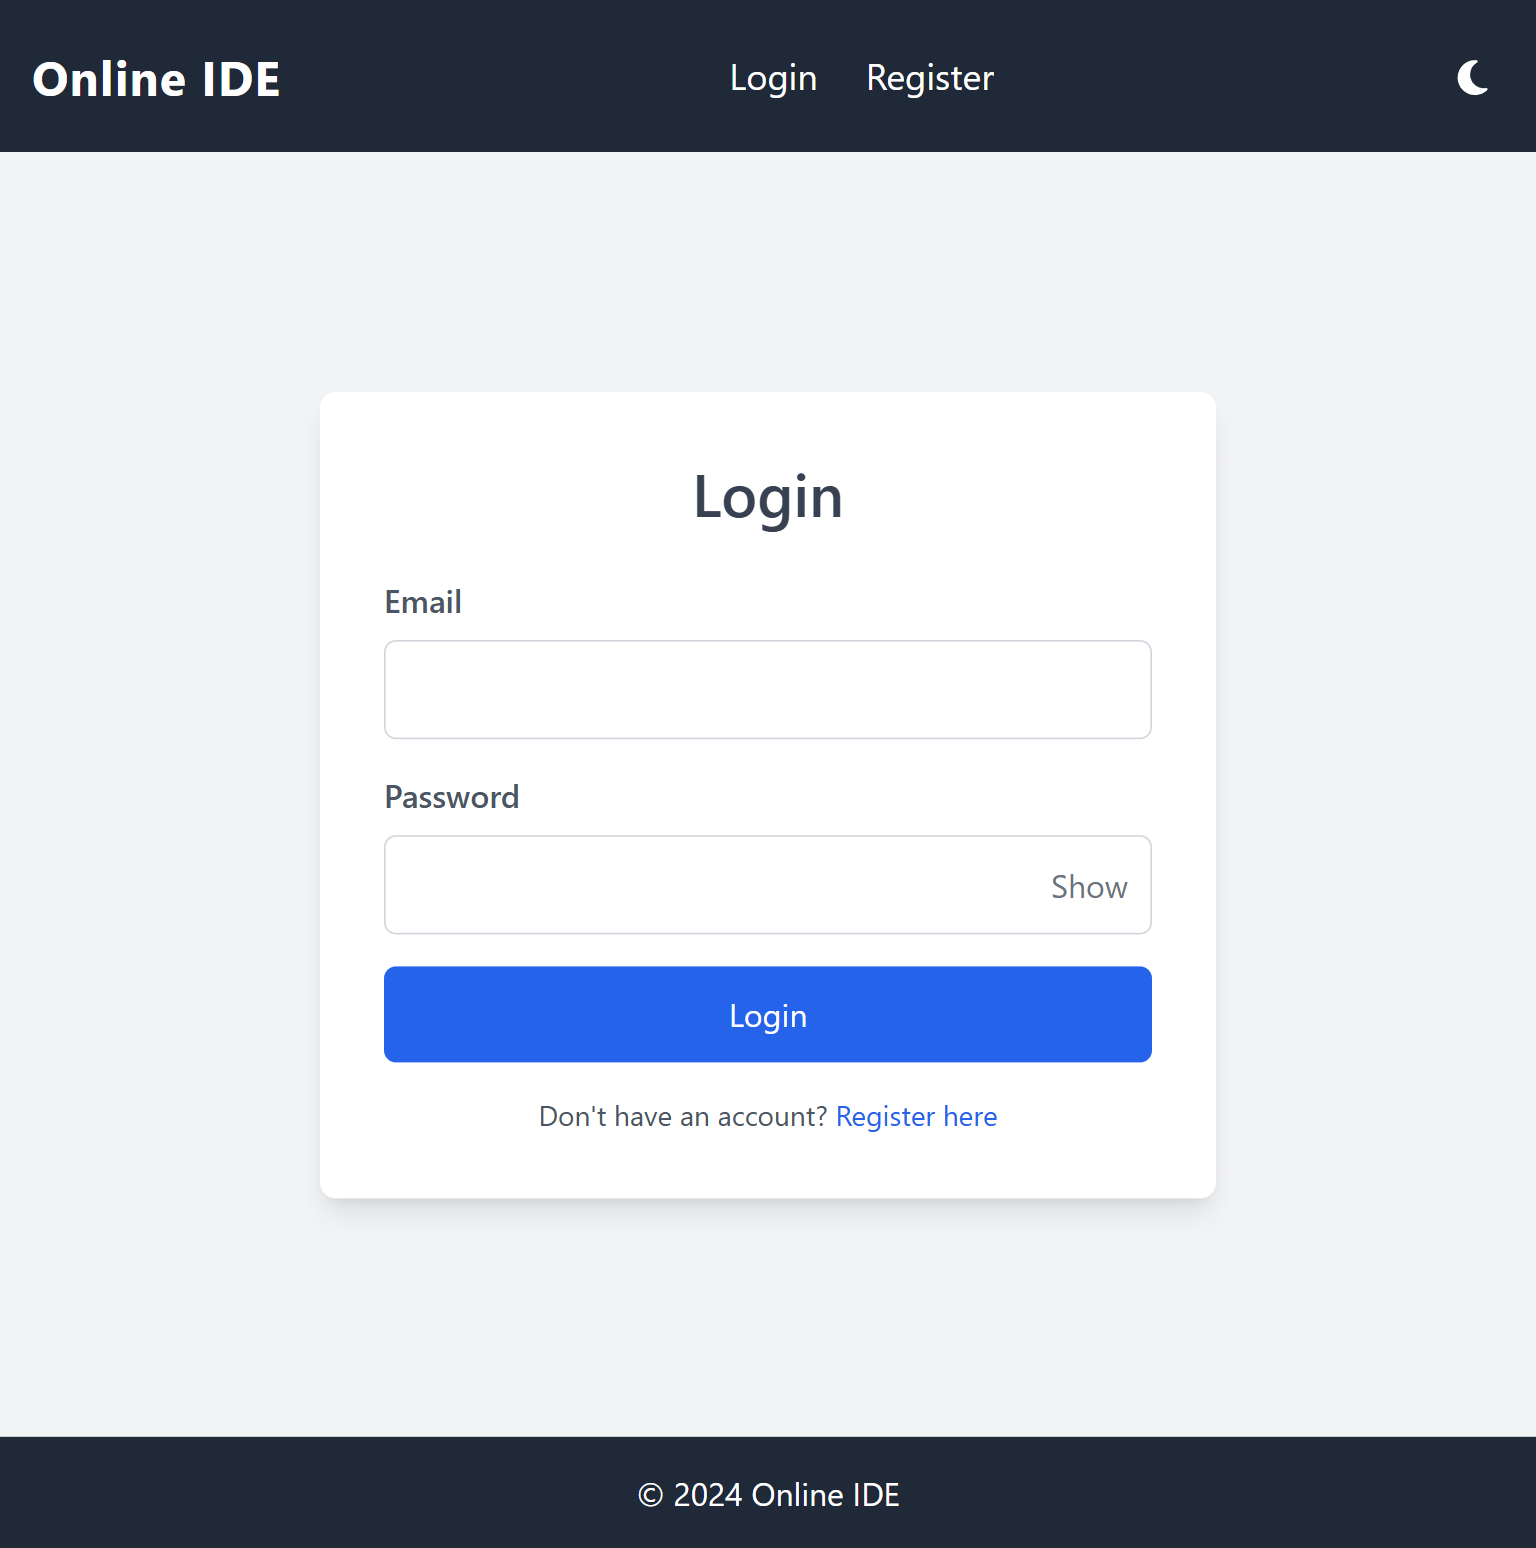 Online IDE
Login Register
Login
Email
Password
Show
Login
Don't have an account? Register here
© 2024 Online IDE